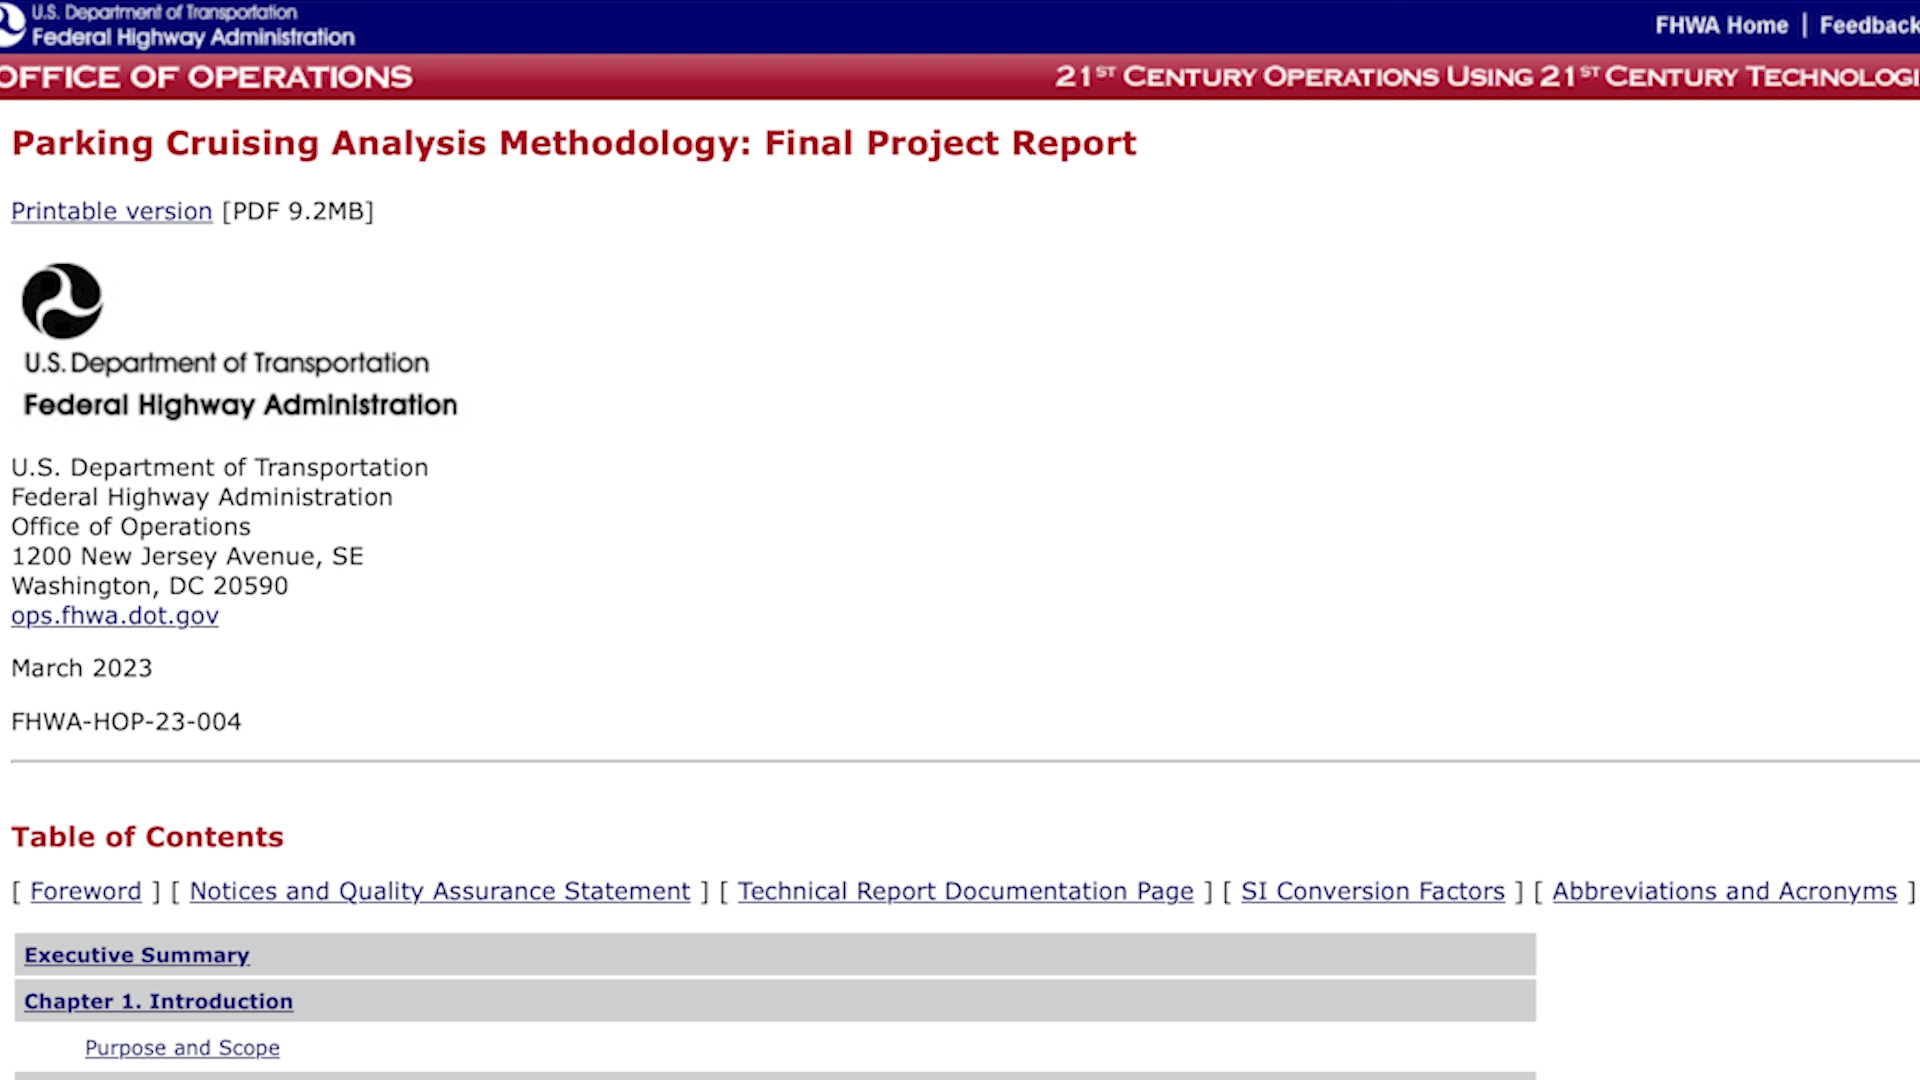 U.S. Department of Transportation
Federal Highway Administration
FHWA Home | Feedback
OFFICE OF OPERATIONS
21ST CENTURY OPERATIONS USING 21ST CENTURY TECHNOLOGI
Parking Cruising Analysis Methodology: Final Project Report
Printable version [PDF 9.2MB]
U.S. Department of Transportation
Federal Highway Administration
U.S. Department of Transportation
Federal Highway Administration
Office of Operations
1200 New Jersey Avenue, SE
Washington, DC 20590
ops.fhwa.dot.gov
March 2023
FHWA-HOP-23-004
Table of Contents
[ Foreword ] [ Notices and Quality Assurance Statement ] [ Technical Report Documentation Page ] [ SI Conversion Factors ] [ Abbreviations and Acronyms ]
Executive Summary
Chapter 1. Introduction
Purpose and Scope